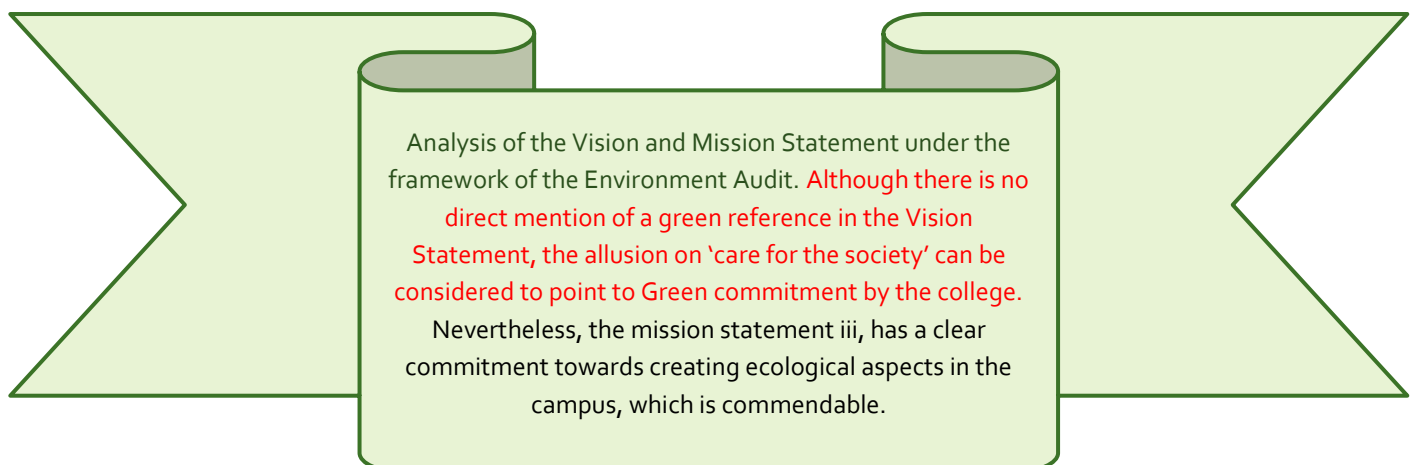 Analysis of the Vision and Mission Statement under the
framework of the Environment Audit. Although there is no
direct mention of a green reference in the Vision
Statement, the allusion on ‘care for the society’ can be
considered to point to Green commitment by the college.
Nevertheless, the mission statement iii, has a clear
commitment towards creating ecological aspects in the
campus, which is commendable.